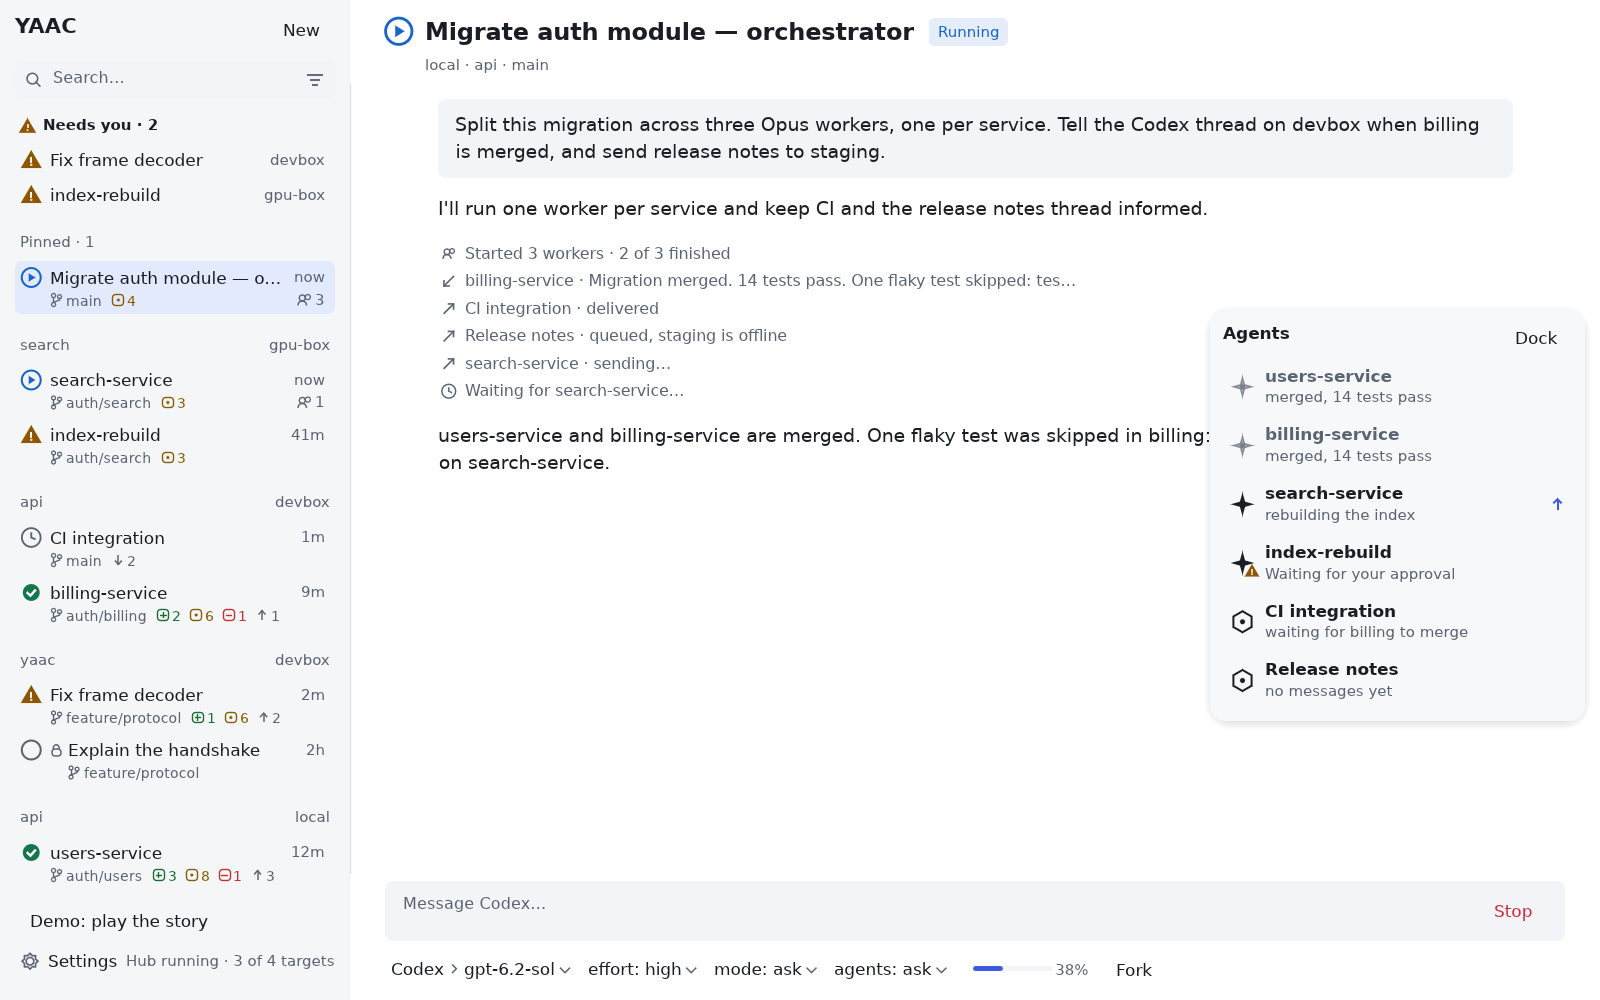 YAAC
New
Search...
Needs you · 2
Fix frame decoder devbox
index-rebuild gpu-box
Pinned · 1
Migrate auth module — o... now
main 4 3
search gpu-box
search-service now
auth/search 3 1
index-rebuild 41m
auth/search 3
api devbox
CI integration 1m
main 2
billing-service 9m
auth/billing 2 6 1 1
yaac devbox
Fix frame decoder 2m
feature/protocol 1 6 2
Explain the handshake 2h
feature/protocol
api local
users-service 12m
auth/users 3 8 1 3
Demo: play the story
Settings Hub running · 3 of 4 targets
Migrate auth module — orchestrator Running
local · api · main
Split this migration across three Opus workers, one per service. Tell the Codex thread on devbox when billing
is merged, and send release notes to staging.
I'll run one worker per service and keep CI and the release notes thread informed.
Started 3 workers · 2 of 3 finished
billing-service · Migration merged. 14 tests pass. One flaky test skipped: tes...
CI integration · delivered
Release notes · queued, staging is offline
search-service · sending...
Waiting for search-service...
users-service and billing-service are merged. One flaky test was skipped in billing:
on search-service.
Agents Dock
users-service
merged, 14 tests pass
billing-service
merged, 14 tests pass
search-service
rebuilding the index
index-rebuild
Waiting for your approval
CI integration
waiting for billing to merge
Release notes
no messages yet
Message Codex...
Stop
Codex gpt-6.2-sol effort: high mode: ask agents: ask 38% Fork